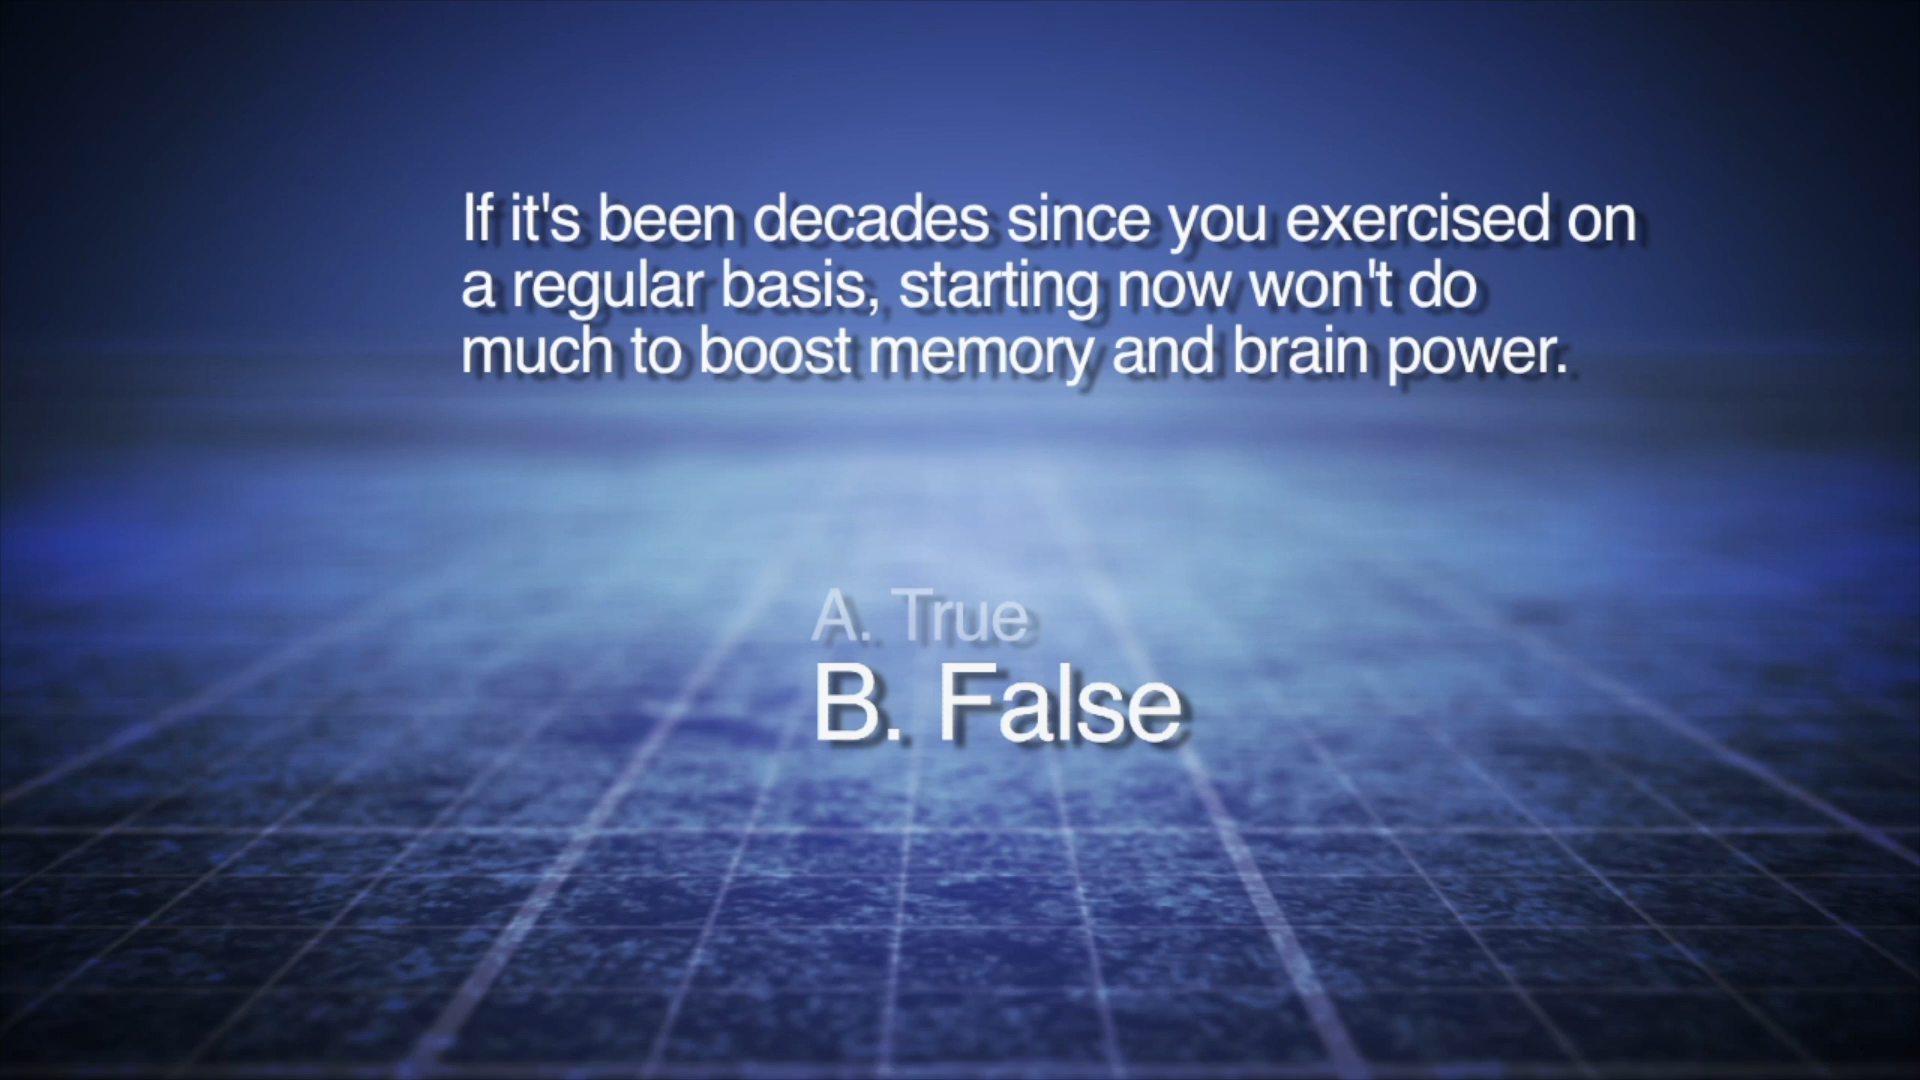 If it's been decades since you exercised on
a regular basis, starting now won't do
much to boost memory and brain power.
A. True
B. False